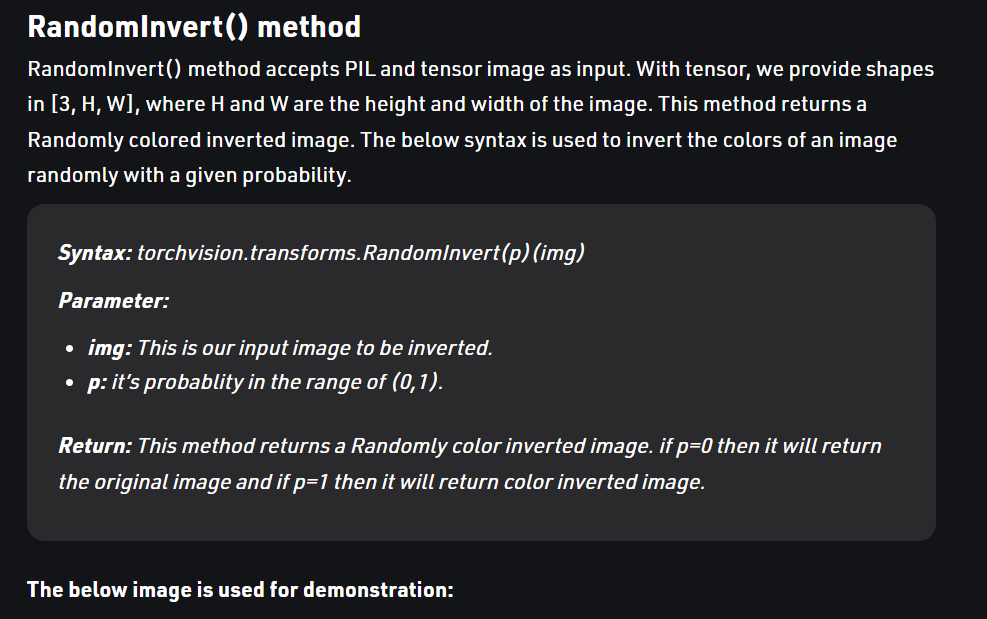 RandomInvert() method
RandomInvert() method accepts PIL and tensor image as input. With tensor, we provide shapes
in [3, H, W], where H and W are the height and width of the image. This method returns a
Randomly colored inverted image. The below syntax is used to invert the colors of an image
randomly with a given probability.
Syntax: torchvision.transforms.RandomInvert(p)(img)
Parameter:
• img: This is our input image to be inverted.
• p: it’s probablity in the range of (0,1).
Return: This method returns a Randomly color inverted image. if p=0 then it will return
the original image and if p=1 then it will return color inverted image.
The below image is used for demonstration: